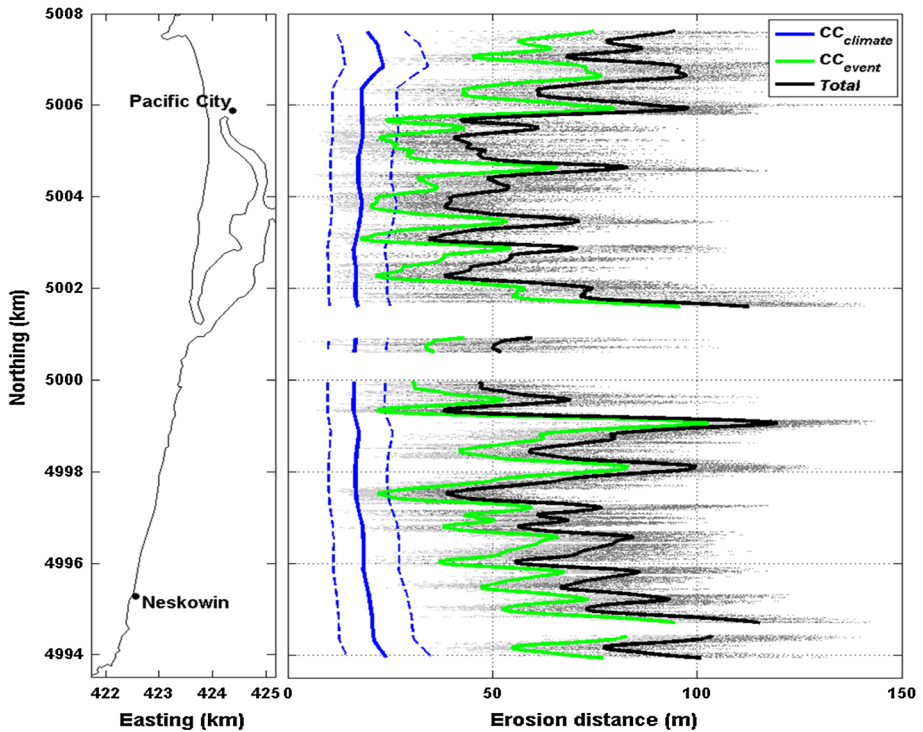 5008
5006
5004
5002
5000
4998
4996
4994
Northing (km)
Pacific City
Neskowin
422 423 424 425
Easting (km)
0 50 100 150
Erosion distance (m)
CC climate
CC event
Total